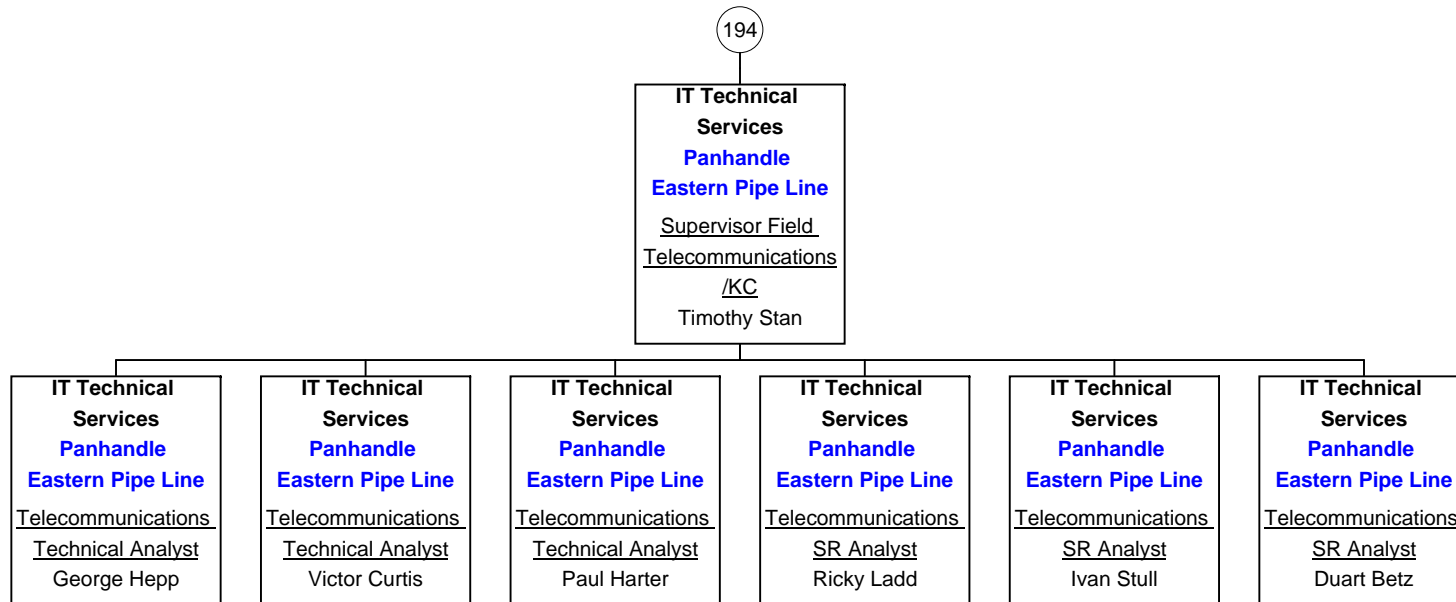 194
IT Technical
Services
Panhandle
Eastern Pipe Line
Supervisor Field
Telecommunications
/KC
Timothy Stan
IT Technical
Services
Panhandle
Eastern Pipe Line
Telecommunications
Technical Analyst
George Hepp
IT Technical
Services
Panhandle
Eastern Pipe Line
Telecommunications
Technical Analyst
Victor Curtis
IT Technical
Services
Panhandle
Eastern Pipe Line
Telecommunications
Technical Analyst
Paul Harter
IT Technical
Services
Panhandle
Eastern Pipe Line
Telecommunications
SR Analyst
Ricky Ladd
IT Technical
Services
Panhandle
Eastern Pipe Line
Telecommunications
SR Analyst
Ivan Stull
IT Technical
Services
Panhandle
Eastern Pipe Line
Telecommunications
SR Analyst
Duart Betz